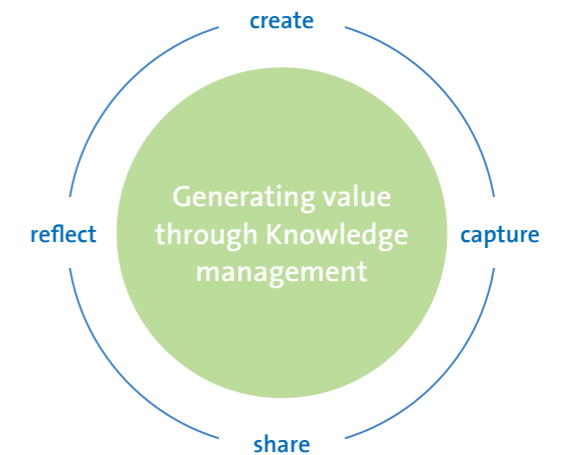 create
Generating value
through Knowledge
management
reflect
capture
share